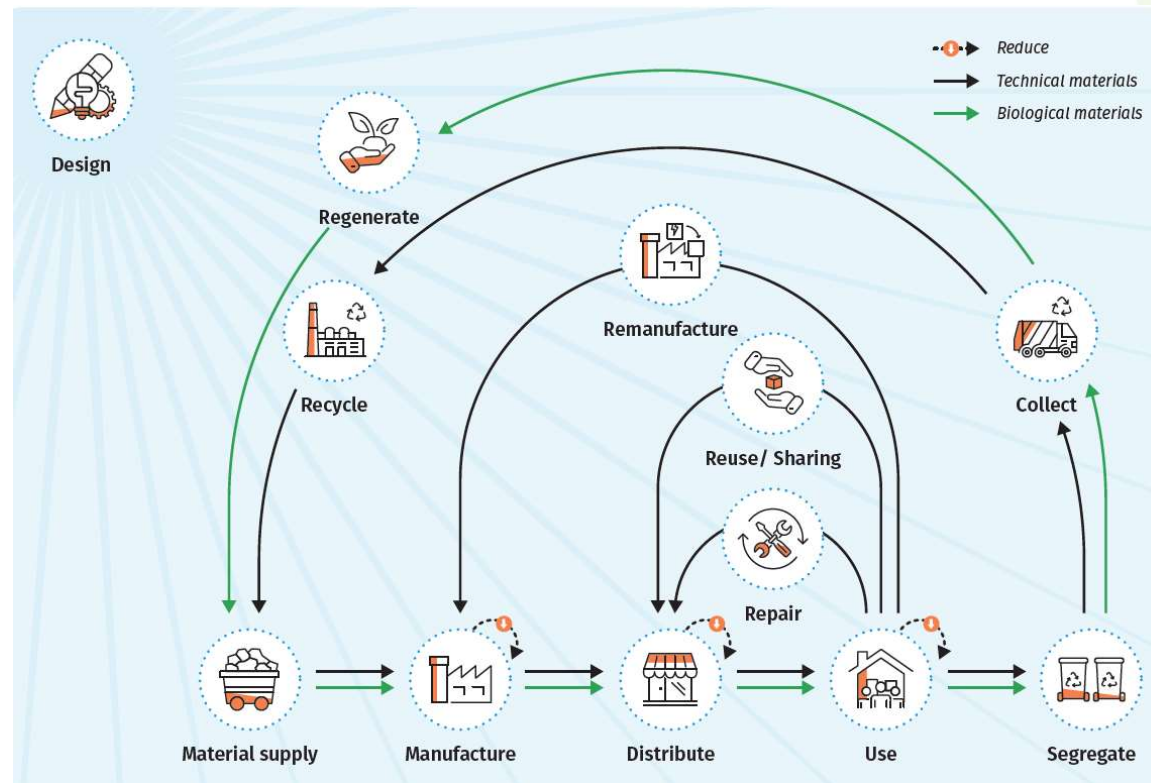 Reduce
Technical materials
Biological materials
Design
Regenerate
Remanufacture
Recycle
Collect
Reuse/ Sharing
Repair
Material supply
Manufacture
Distribute
Use
Segregate